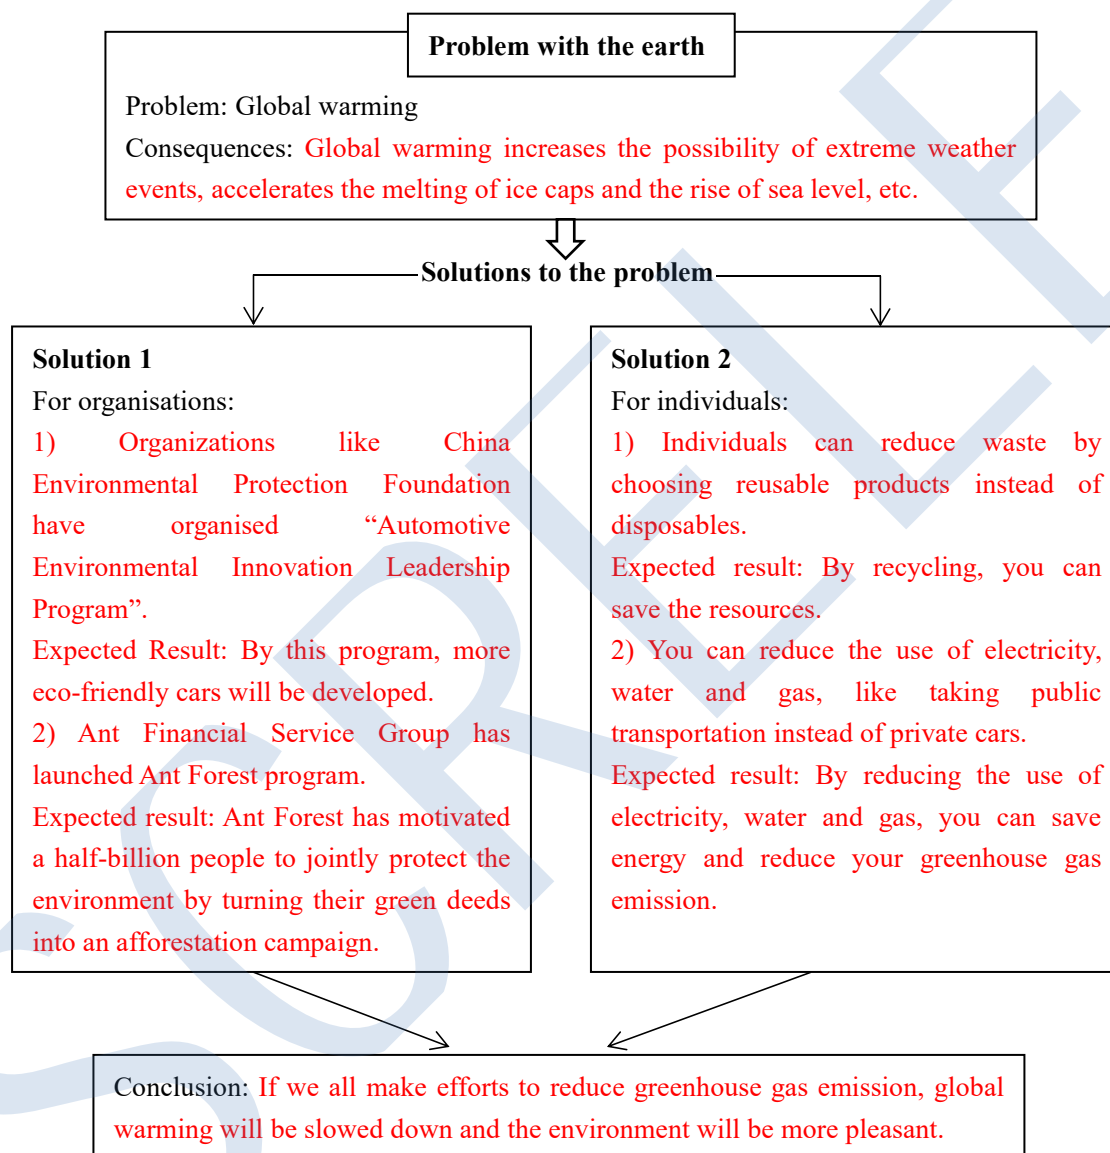 Problem with the earth
Problem: Global warming
Consequences: Global warming increases the possibility of extreme weather
events, accelerates the melting of ice caps and the rise of sea level, etc.
Solutions to the problem
Solution 1
For organisations:
1) Organizations like China
Environmental Protection Foundation
have organised “Automotive
Environmental Innovation Leadership
Program”.
Expected Result: By this program, more
eco-friendly cars will be developed.
2) Ant Financial Service Group has
launched Ant Forest program.
Expected result: Ant Forest has motivated
a half-billion people to jointly protect the
environment by turning their green deeds
into an afforestation campaign.
Solution 2
For individuals:
1) Individuals can reduce waste by
choosing reusable products instead of
disposables.
Expected result: By recycling, you can
save the resources.
2) You can reduce the use of electricity,
water and gas, like taking public
transportation instead of private cars.
Expected result: By reducing the use of
electricity, water and gas, you can save
energy and reduce your greenhouse gas
emission.
Conclusion: If we all make efforts to reduce greenhouse gas emission, global
warming will be slowed down and the environment will be more pleasant.
SCRELE